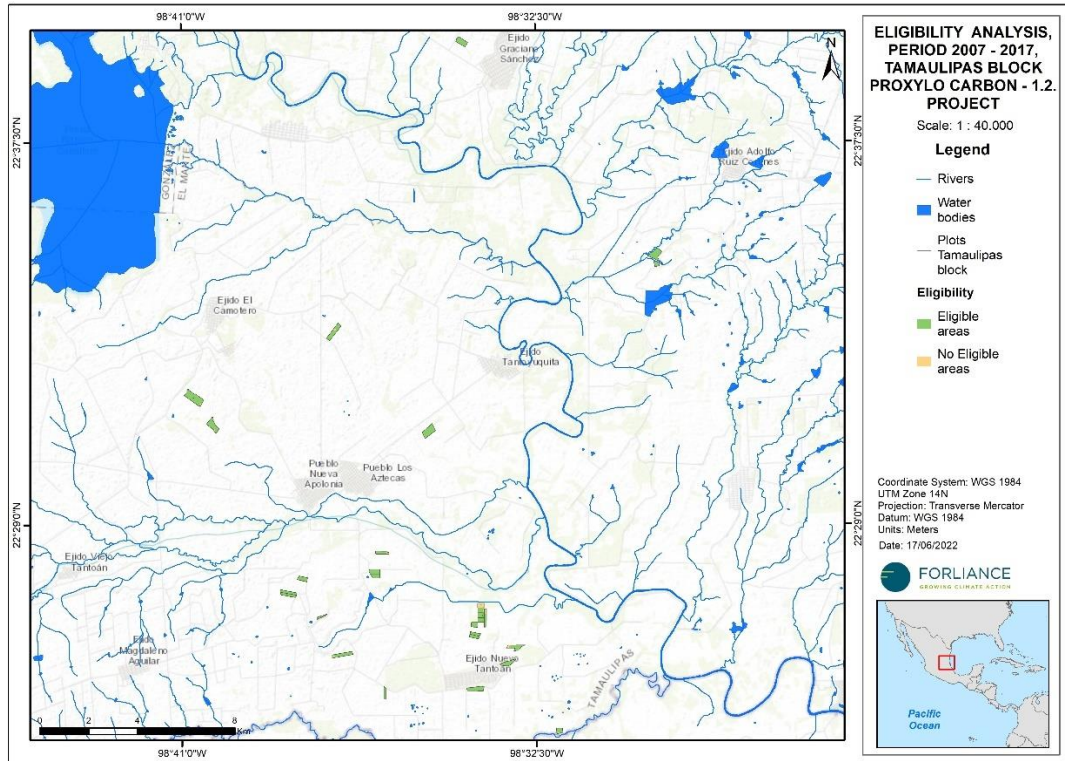 98°41'0"W
98°32'30"W
Ejido
Graciano
Sánchez
N
22°37'30"N
22°37'30"N
GONZÁLEZ
EL MANTE
Ejido Adolfo
Ruiz Cortines
Ejido El
Camotero
Ejido
Tantoyuquita
Pueblo
Nueva
Apolonia
Pueblo Los
Aztecas
22°29'0"N
22°29'0"N
Ejido Viejo
Tantoán
Ejido
Magdaleno
Aguilar
Ejido Nuevo
Tantoán
TAMAULIPAS
0 2 4 8
Km
98°41'0"W
98°32'30"W
ELIGIBILITY ANALYSIS,
PERIOD 2007 - 2017,
TAMAULIPAS BLOCK
PROXYLO CARBON - 1.2.
PROJECT
Scale: 1 : 40.000
Legend
Rivers
Water
bodies
Plots
Tamaulipas
block
Eligibility
Eligible
areas
No Eligible
areas
Coordinate System: WGS 1984
UTM Zone 14N
Projection: Transverse Mercator
Datum: WGS 1984
Units: Meters
Date: 17/06/2022
FORLIANCE
GROWING CLIMATE ACTION
Pacific
Ocean